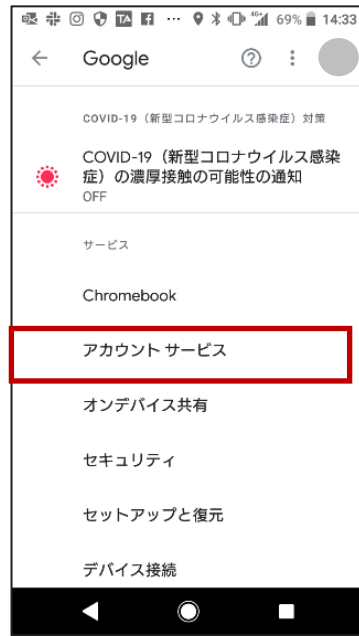 69% 14:33
Google
COVID-19（新型コロナウイルス感染症）対策
COVID-19（新型コロナウイルス感染
症）の濃厚接触の可能性の通知
OFF
サービス
Chromebook
アカウント サービス
オンデバイス共有
セキュリティ
セットアップと復元
デバイス接続